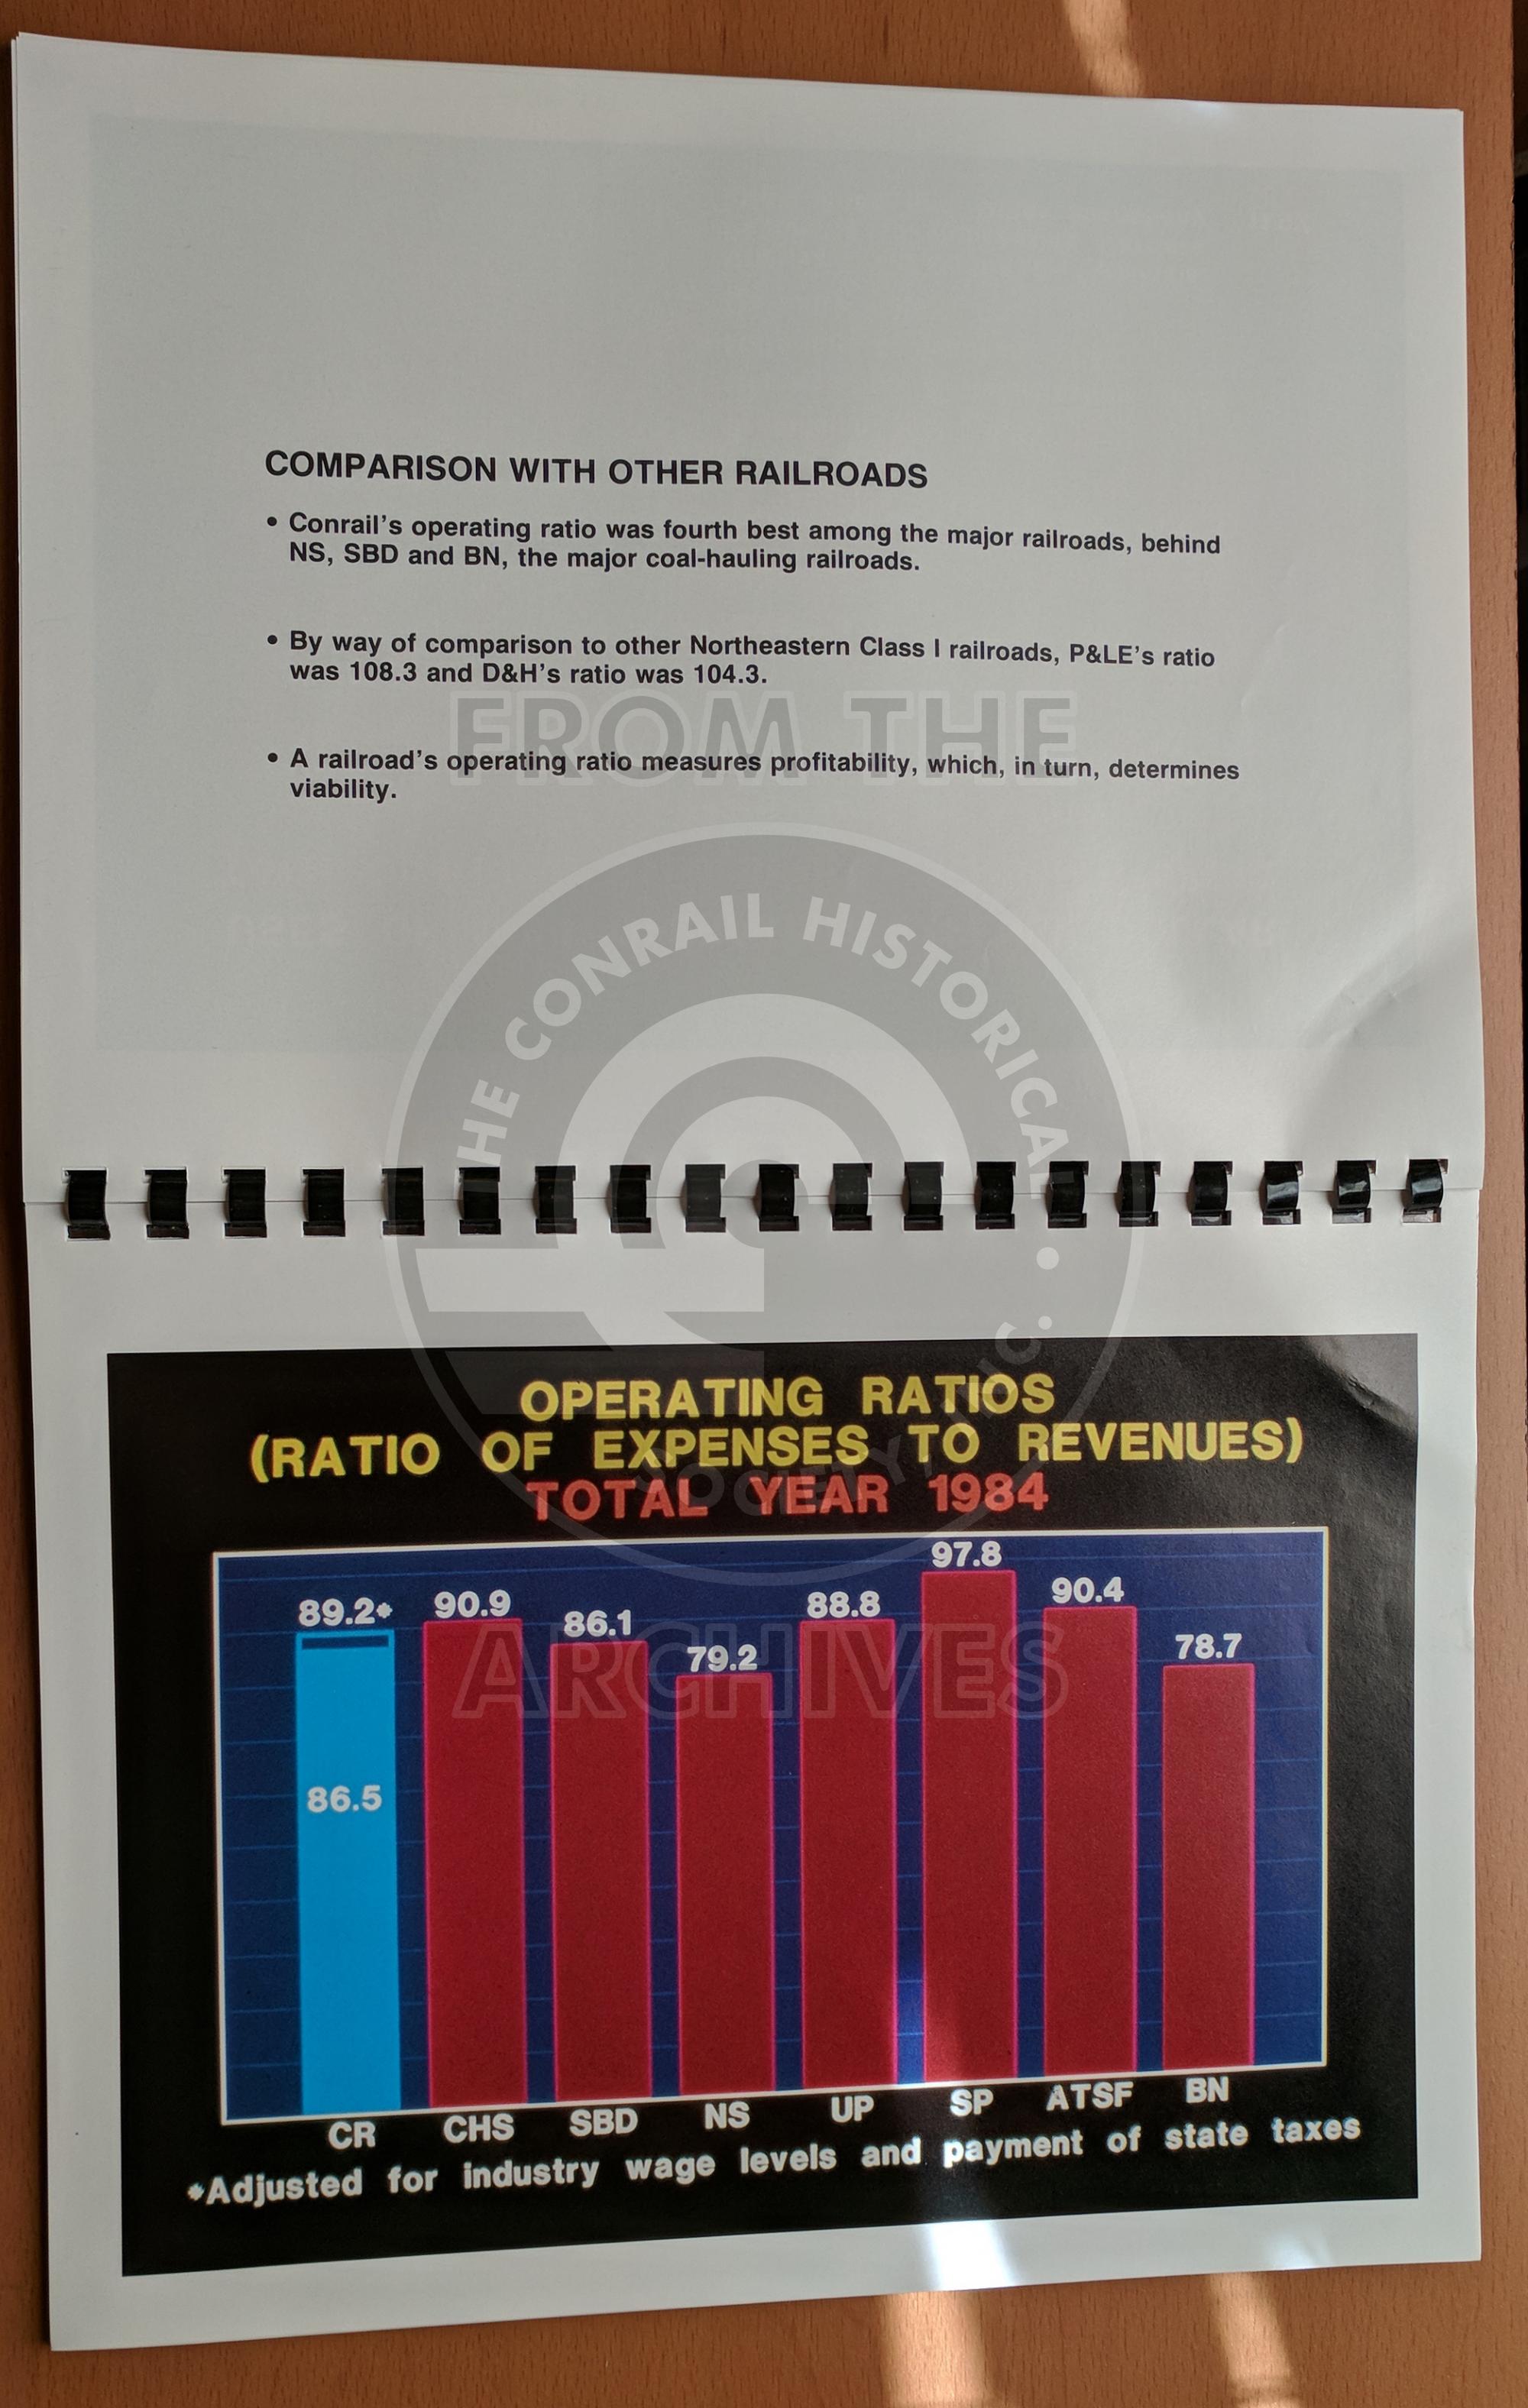 COMPARISON WITH OTHER RAILROADS
• Conrail's operating ratio was fourth best among the major railroads, behind
NS, SBD and BN, the major coal-hauling railroads.
• By way of comparison to other Northeastern Class I railroads, P&LE's ratio
was 108.3 and D&H's ratio was 104.3.
FROM THE
• A railroad's operating ratio measures profitability, which, in turn, determines
viability.
THE CONRAIL HISTORICAL • SOCIETY, INC.
OPERATING RATIOS
(RATIO OF EXPENSES TO REVENUES)
TOTAL YEAR 1984
89.2* 90.9 86.1 79.2 88.8 97.8 90.4 78.7
ARCHIVES
86.5
CR CHS SBD NS UP SP ATSF BN
*Adjusted for industry wage levels and payment of state taxes